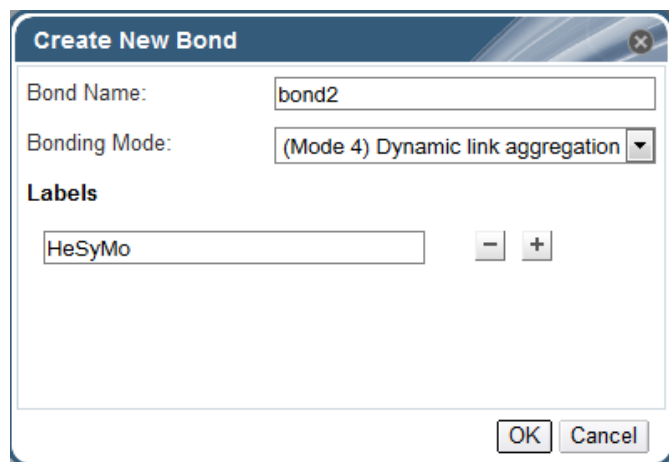 Create New Bond
Bond Name: bond2
Bonding Mode: (Mode 4) Dynamic link aggregation
Labels
HeSyMo − +
OK Cancel